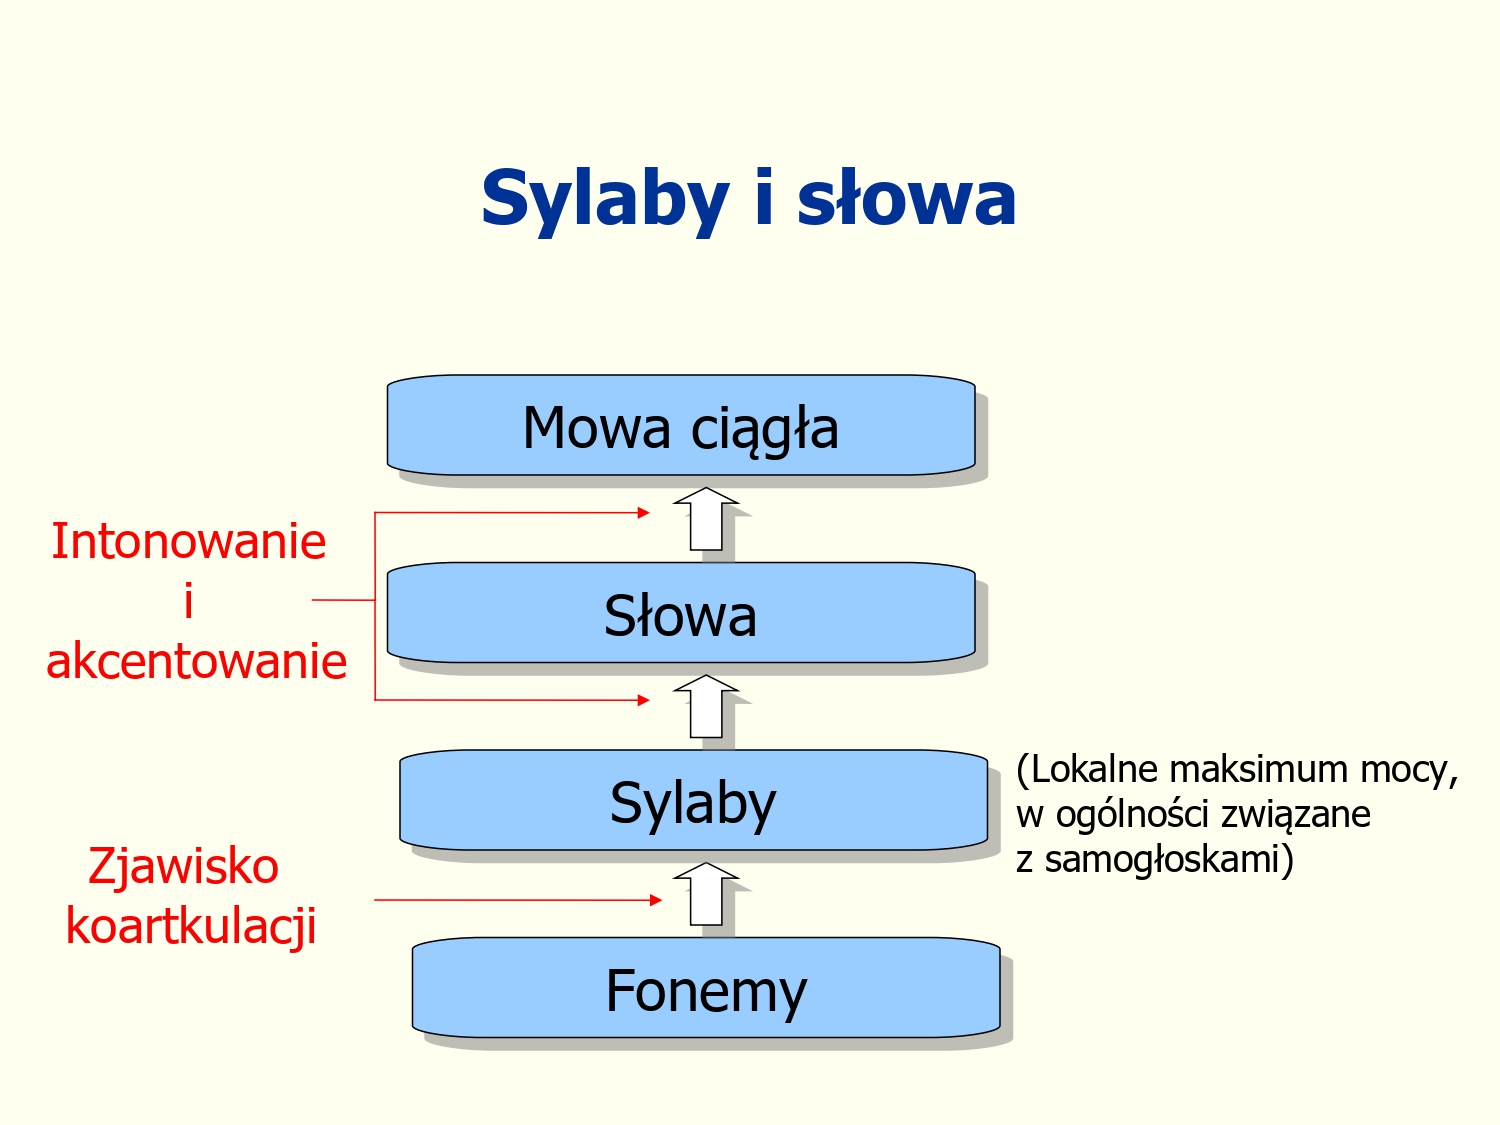 Sylaby i słowa
Mowa ciągła
Intonowanie
i
akcentowanie
Słowa
Sylaby
(Lokalne maksimum mocy,
w ogólności związane
z samogłoskami)
Zjawisko
koartkulacji
Fonemy